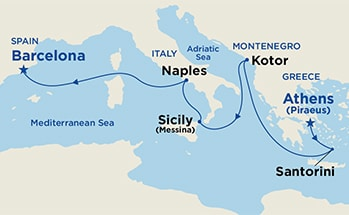 SPAIN
Barcelona
ITALY
Adriatic
Sea
MONTENEGRO
Kotor
Naples
GREECE
Athens
(Piraeus)
Mediterranean Sea
Sicily
(Messina)
Santorini